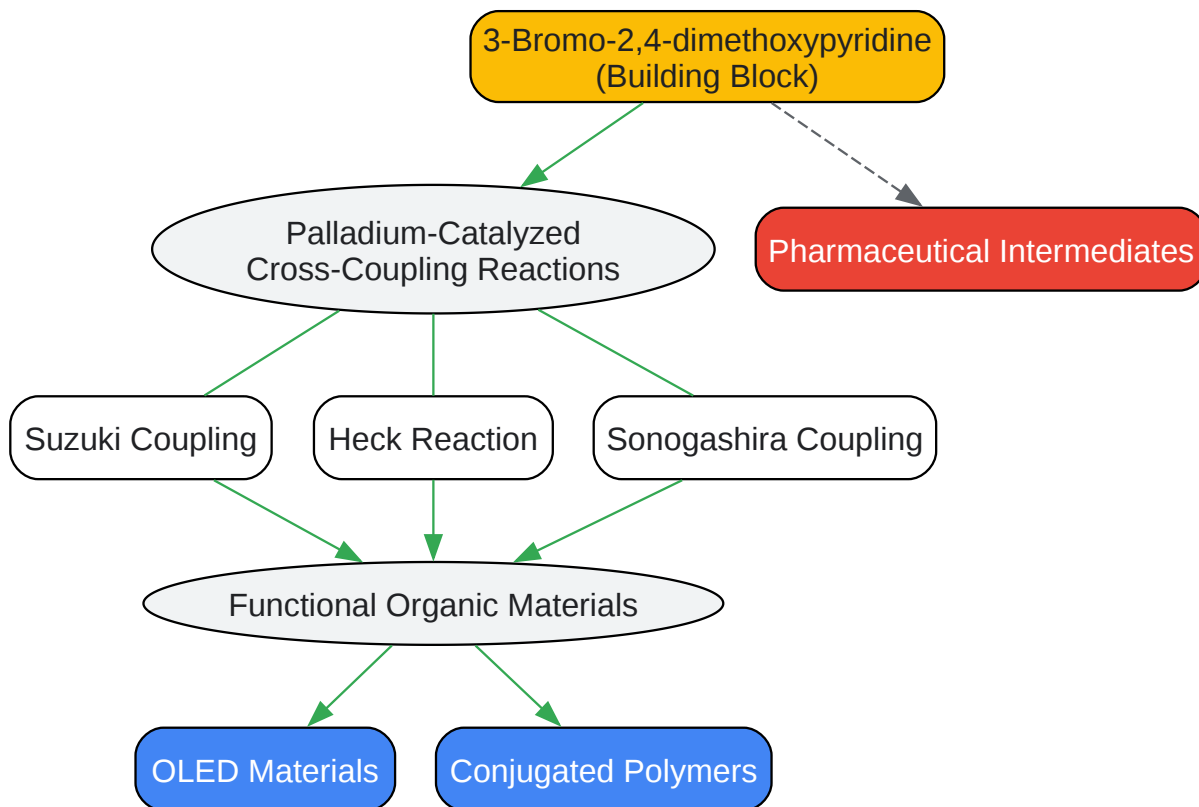 3-Bromo-2,4-dimethoxypyridine
(Building Block)
Palladium-Catalyzed
Cross-Coupling Reactions
Pharmaceutical Intermediates
Suzuki Coupling
Heck Reaction
Sonogashira Coupling
Functional Organic Materials
OLED Materials
Conjugated Polymers